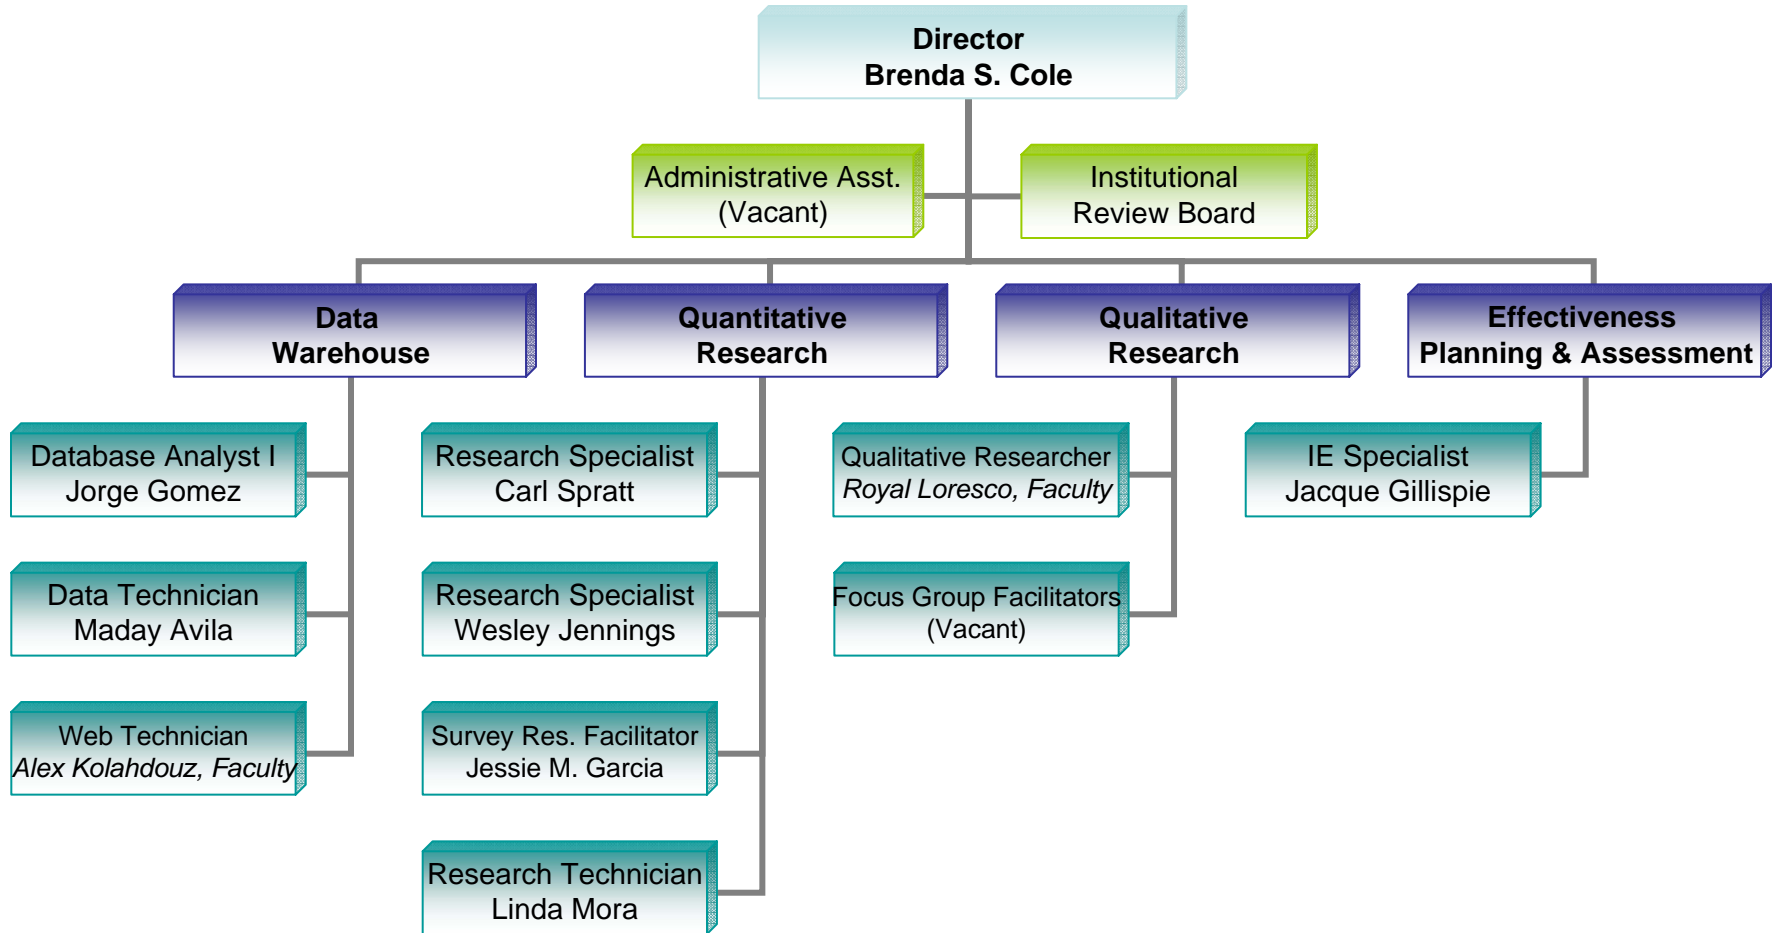 Director
Brenda S. Cole
Administrative Asst.
(Vacant)
Institutional
Review Board
Data
Warehouse
Quantitative
Research
Qualitative
Research
Effectiveness
Planning & Assessment
Database Analyst I
Jorge Gomez
Research Specialist
Carl Spratt
Qualitative Researcher
Royal Loresco, Faculty
IE Specialist
Jacque Gillispie
Data Technician
Maday Avila
Research Specialist
Wesley Jennings
Focus Group Facilitators
(Vacant)
Web Technician
Alex Kolahdouz, Faculty
Survey Res. Facilitator
Jessie M. Garcia
Research Technician
Linda Mora